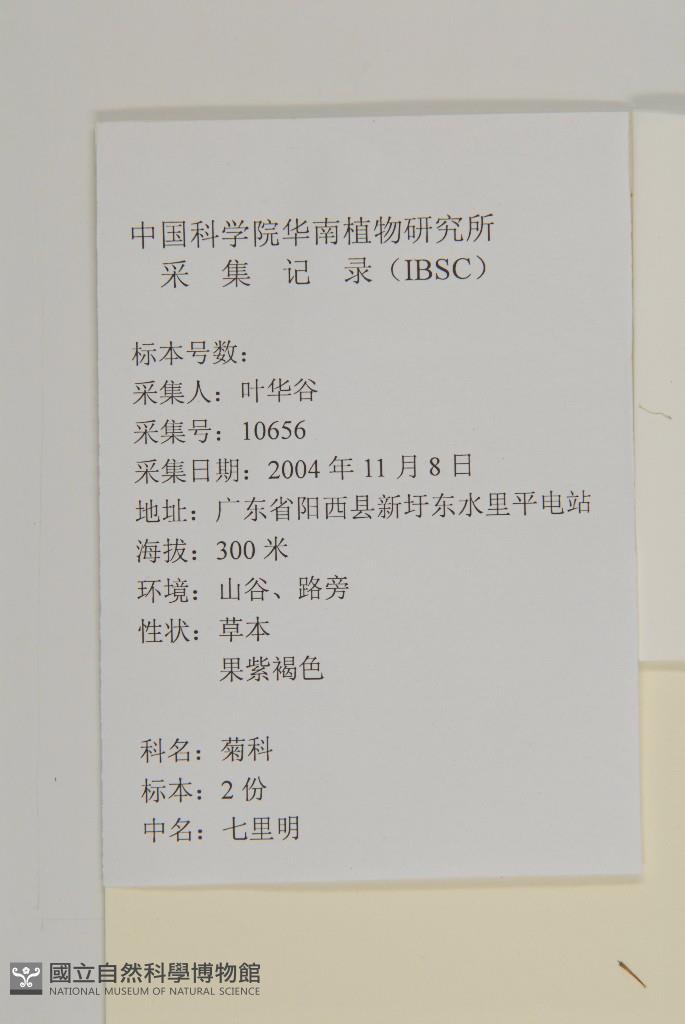 中国科学院华南植物研究所
采 集 记 录（IBSC）
标本号数：
采集人：叶华谷
采集号：10656
采集日期：2004 年 11 月 8 日
地址：广东省阳西县新圩东水里平电站
海拔：300 米
环境：山谷、路旁
性状：草本
果紫褐色
科名：菊科
标本：2 份
中名：七里明
國立自然科學博物館
NATIONAL MUSEUM OF NATURAL SCIENCE